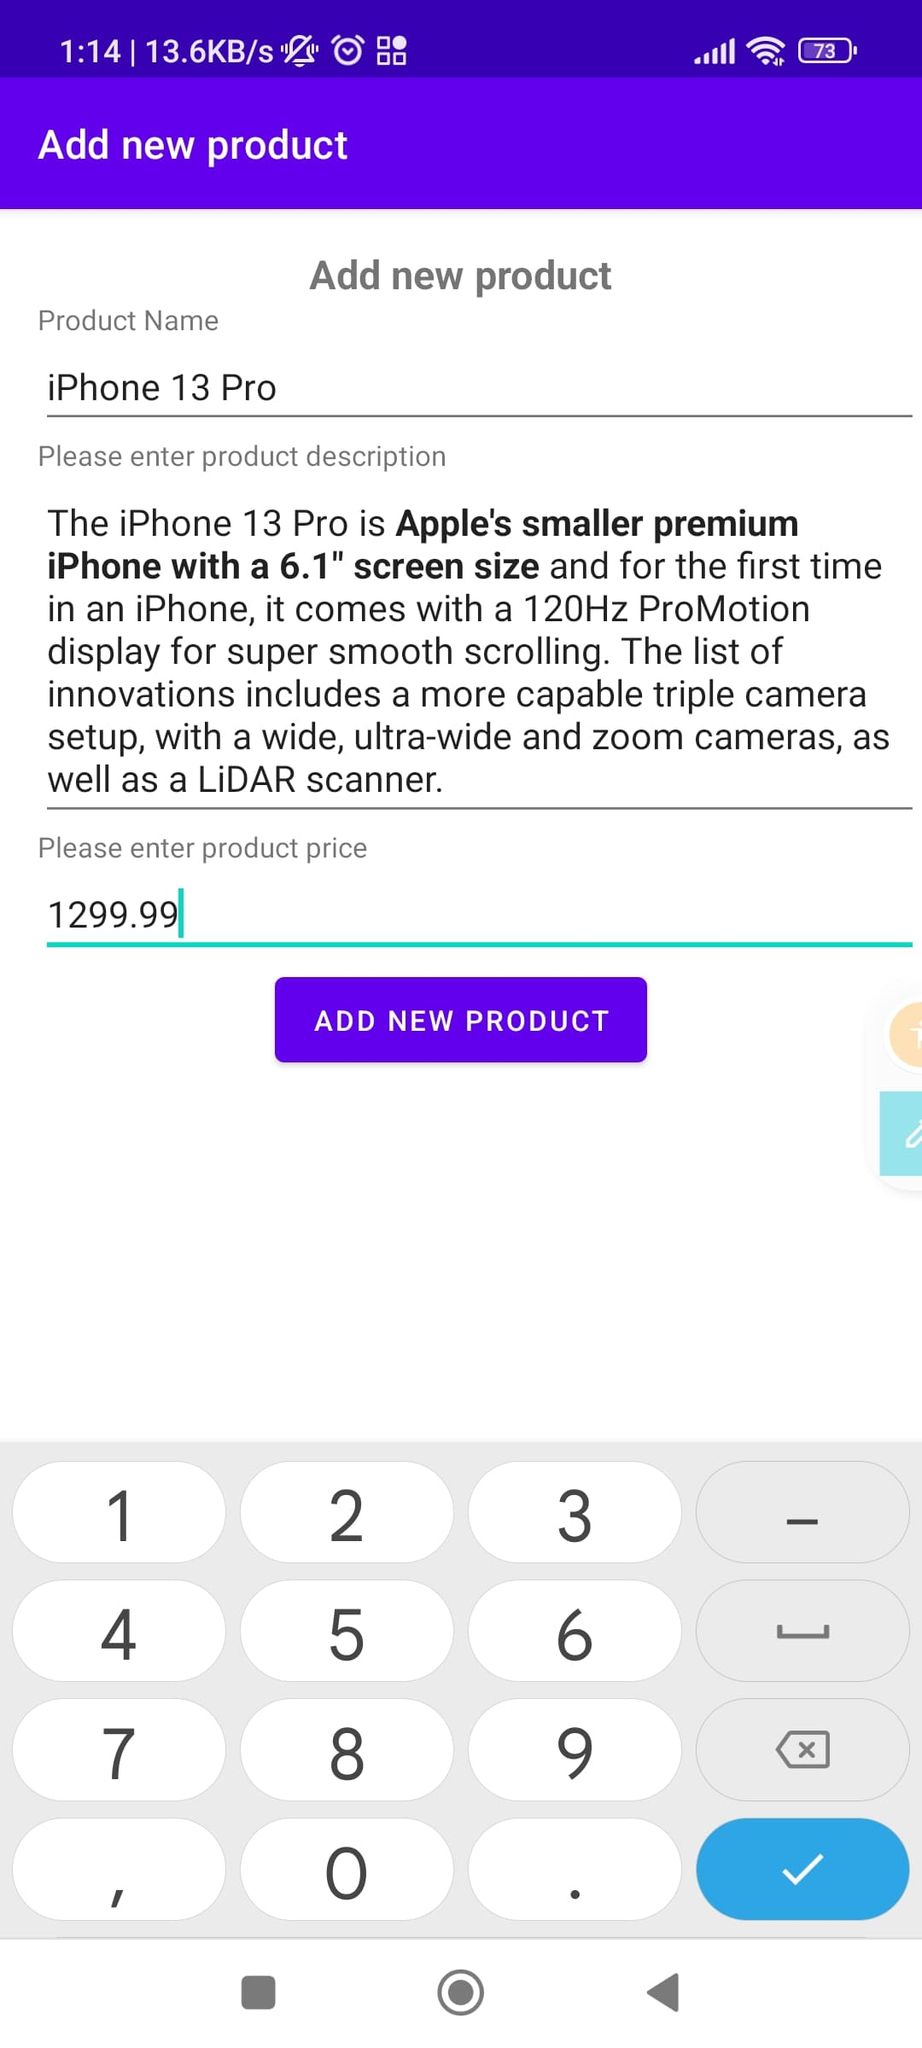 1:14 | 13.6KB/s
73
Add new product
Add new product
Product Name
iPhone 13 Pro
Please enter product description
The iPhone 13 Pro is Apple's smaller premium
iPhone with a 6.1" screen size and for the first time
in an iPhone, it comes with a 120Hz ProMotion
display for super smooth scrolling. The list of
innovations includes a more capable triple camera
setup, with a wide, ultra-wide and zoom cameras, as
well as a LiDAR scanner.
Please enter product price
1299.99
ADD NEW PRODUCT
1 2 3 –
4 5 6
7 8 9
, 0 .